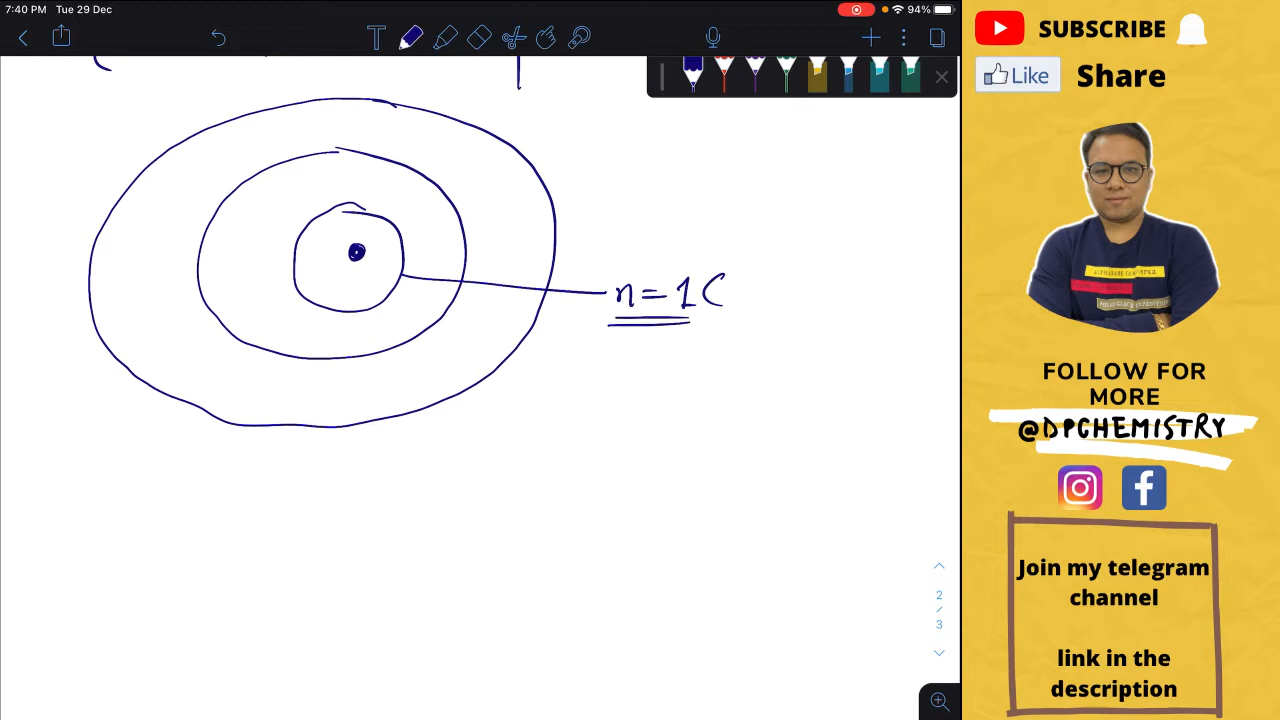 7:40 PM Tue 29 Dec
94%
n=1 (
2
3
SUBSCRIBE
Like Share
FOLLOW FOR
MORE
@DPCHEMISTRY
Join my telegram
channel
link in the
description